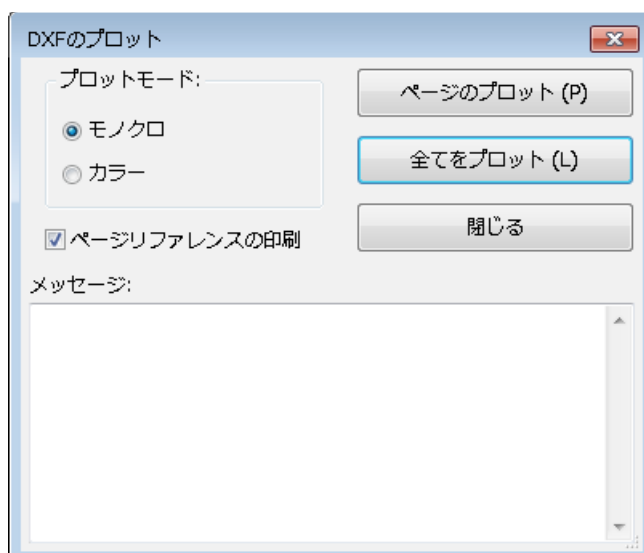 DXFのプロット
プロットモード:
モノクロ
カラー
ページのプロット (P)
全てをプロット (L)
閉じる
ページリファレンスの印刷
メッセージ: